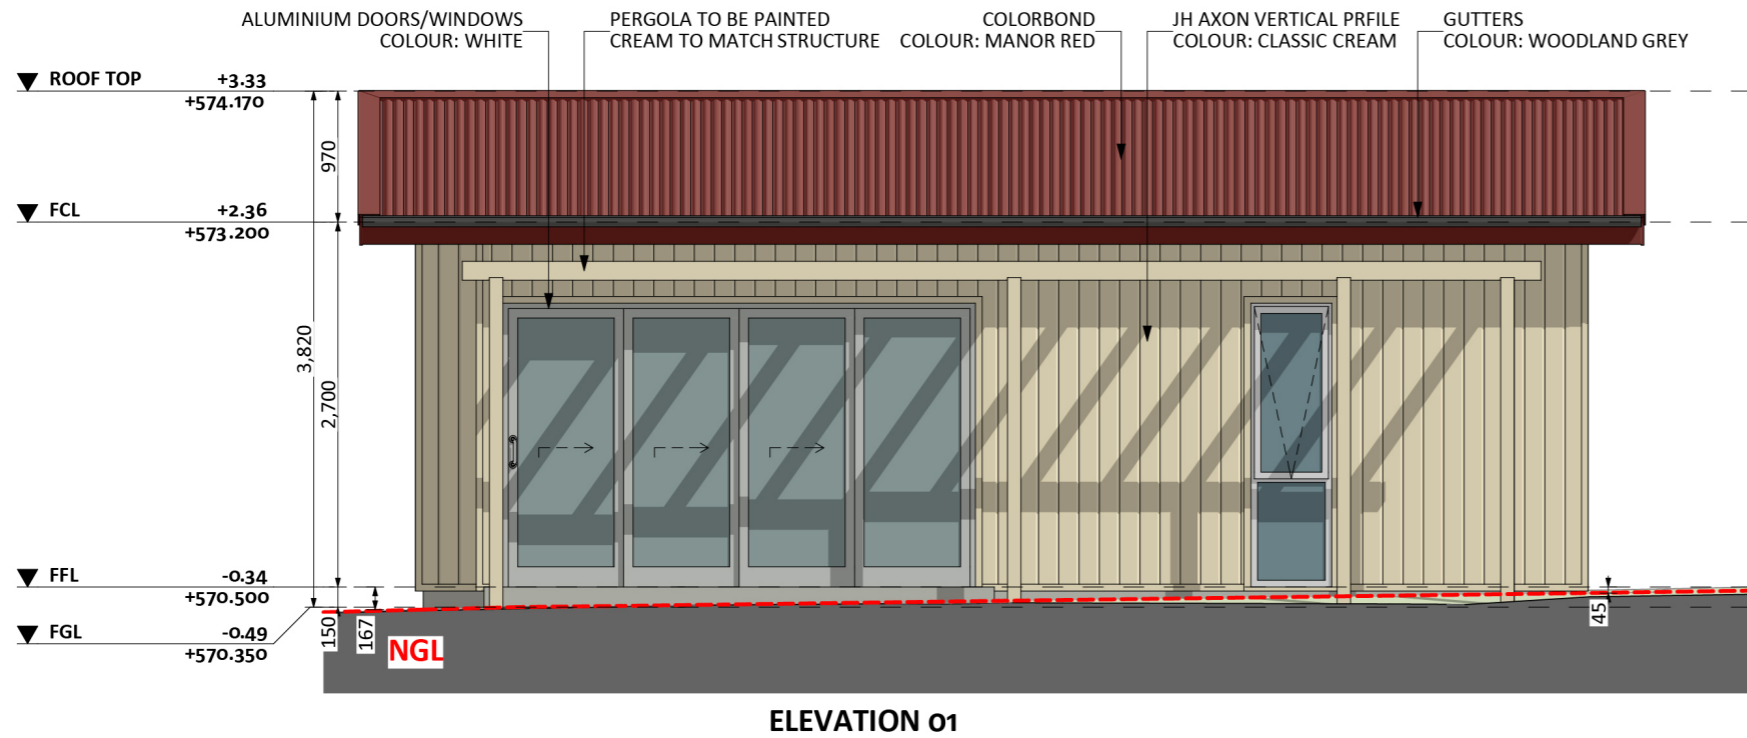 ALUMINIUM DOORS/WINDOWS
COLOUR: WHITE
PERGOLA TO BE PAINTED
CREAM TO MATCH STRUCTURE
COLORBOND
COLOUR: MANOR RED
JH AXON VERTICAL PRFILE
COLOUR: CLASSIC CREAM
GUTTERS
COLOUR: WOODLAND GREY
ROOF TOP +3.33
+574.170
970
FCL +2.36
+573.200
3,820
2,700
FFL -0.34
+570.500
FGL -0.49
+570.350
150
167
45
NGL
ELEVATION 01